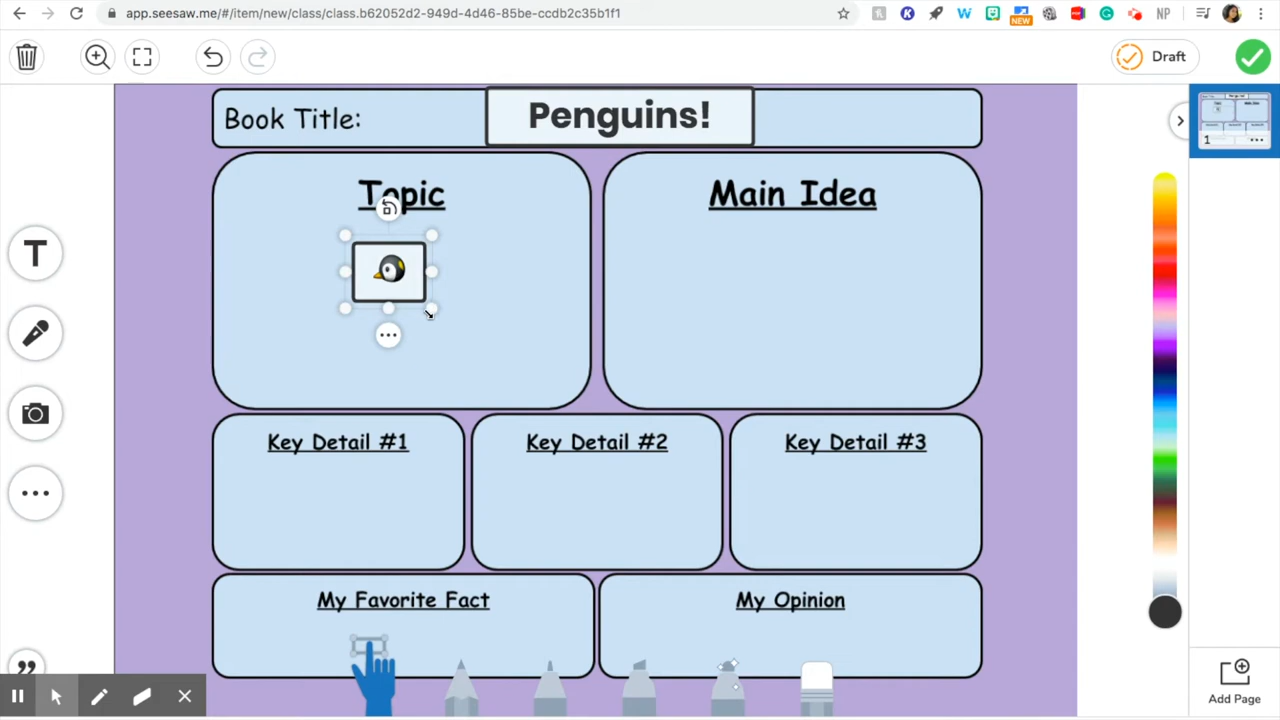 app.seesaw.me/#/item/new/class/class.b62052d2-949d-4d46-85be-ccdb2c35b1f1
NEW
NP
Draft
Book Title:
Penguins!
Topic
Main Idea
T
1
Key Detail #1
Key Detail #2
Key Detail #3
My Favorite Fact
My Opinion
Add Page